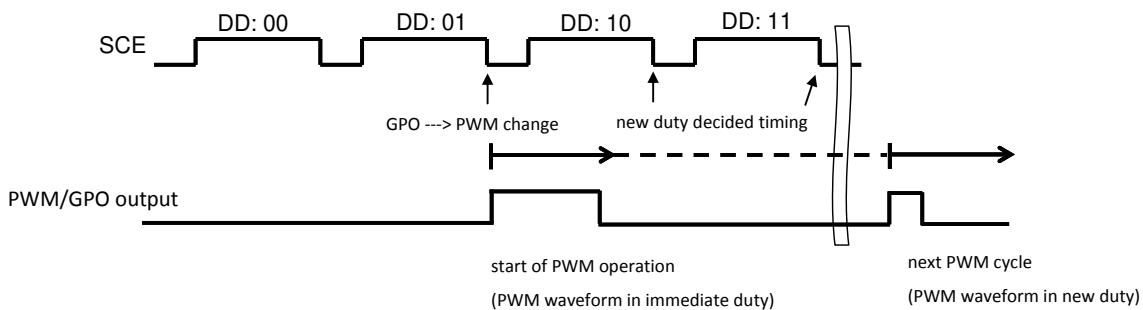 DD: 00 DD: 01 DD: 10 DD: 11
SCE
GPO ---> PWM change new duty decided timing
PWM/GPO output
start of PWM operation next PWM cycle
(PWM waveform in immediate duty) (PWM waveform in new duty)